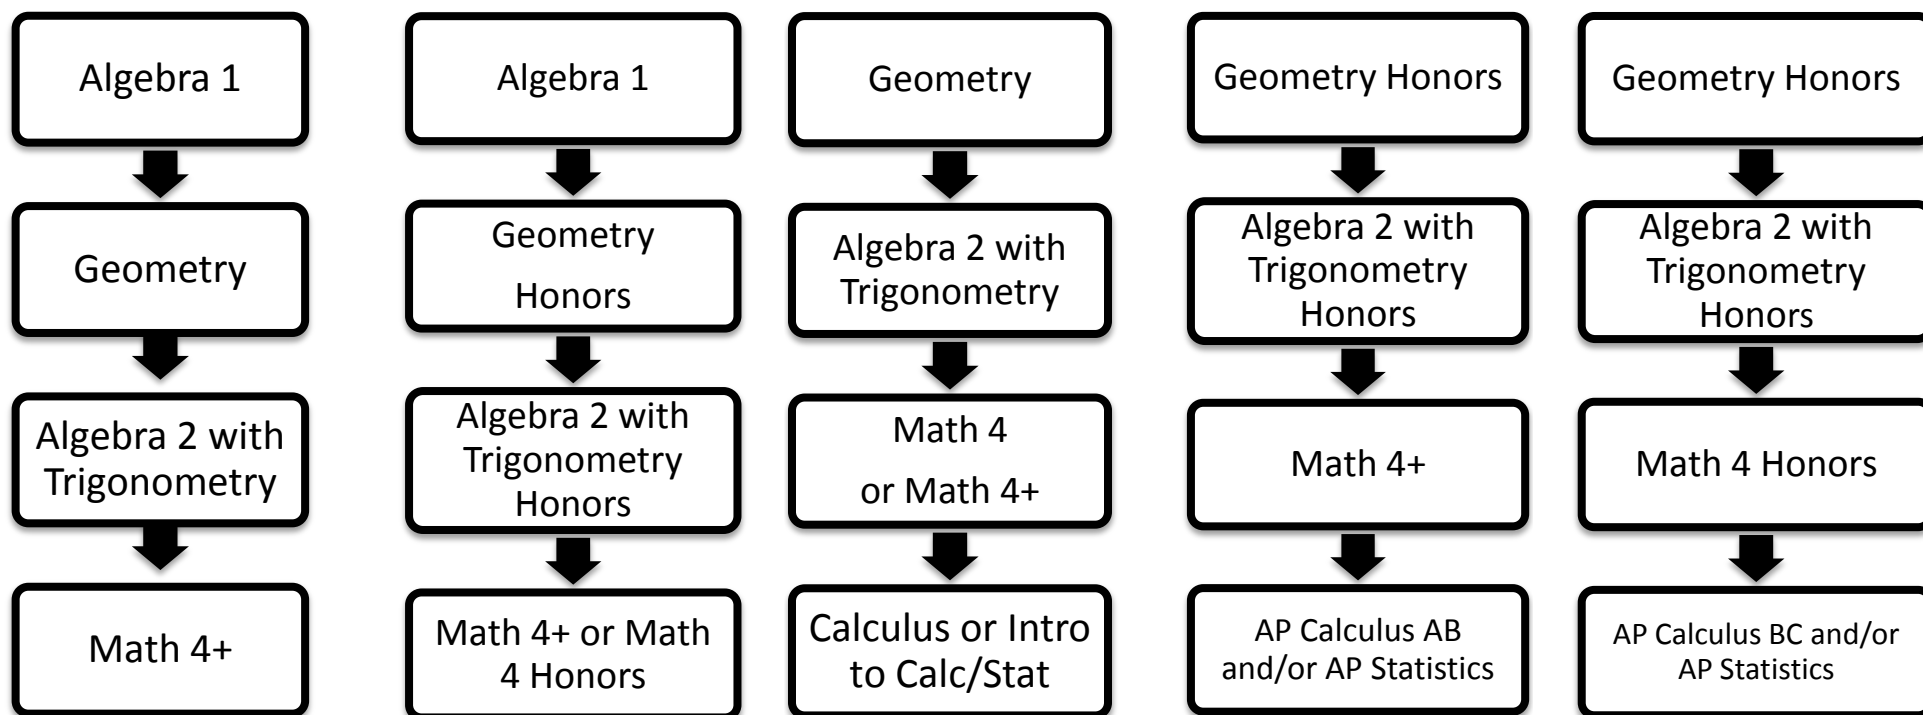 Algebra 1
Geometry
Algebra 2 with
Trigonometry
Math 4+
Algebra 1
Geometry
Honors
Algebra 2 with
Trigonometry
Honors
Math 4+ or Math
4 Honors
Geometry
Algebra 2 with
Trigonometry
Math 4
or Math 4+
Calculus or Intro
to Calc/Stat
Geometry Honors
Algebra 2 with
Trigonometry
Honors
Math 4+
AP Calculus AB
and/or AP Statistics
Geometry Honors
Algebra 2 with
Trigonometry
Honors
Math 4 Honors
AP Calculus BC and/or
AP Statistics